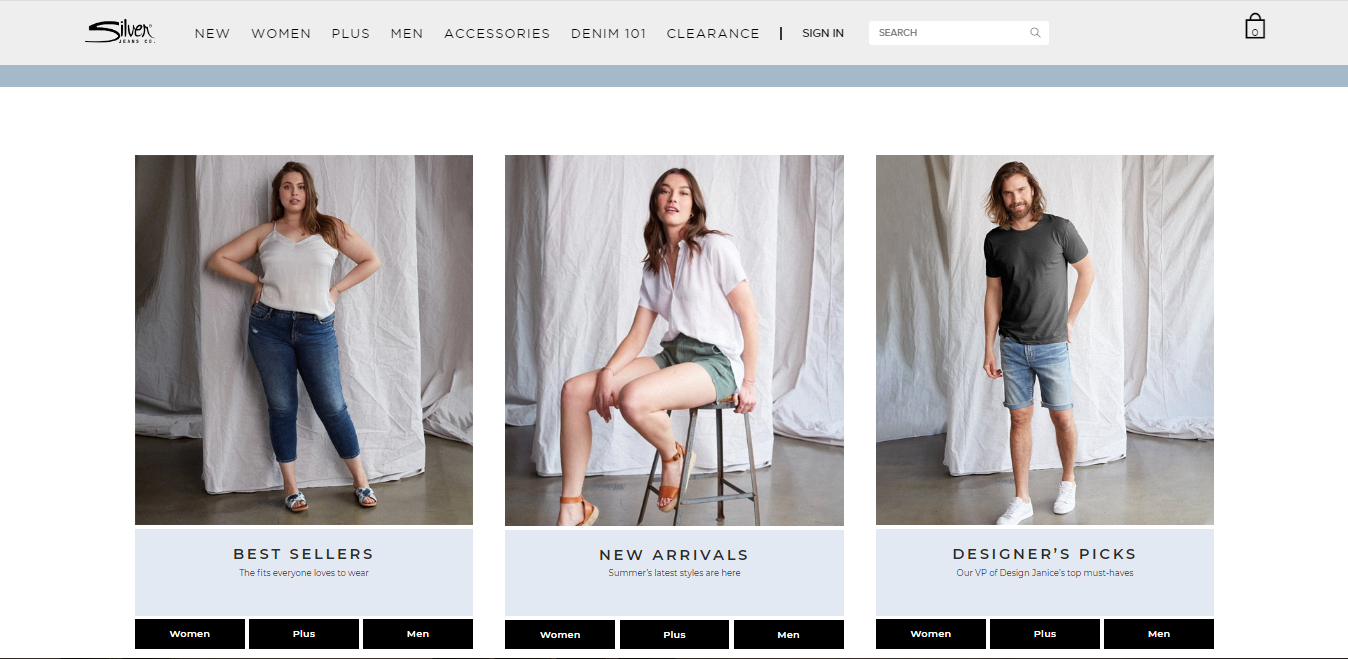 Silver
JEANS CO.
NEW WOMEN PLUS MEN ACCESSORIES DENIM 101 CLEARANCE | SIGN IN SEARCH 0
BEST SELLERS
The fits everyone loves to wear
Women Plus Men
NEW ARRIVALS
Summer's latest styles are here
Women Plus Men
DESIGNER'S PICKS
Our VP of Design Janice's top must-haves
Women Plus Men